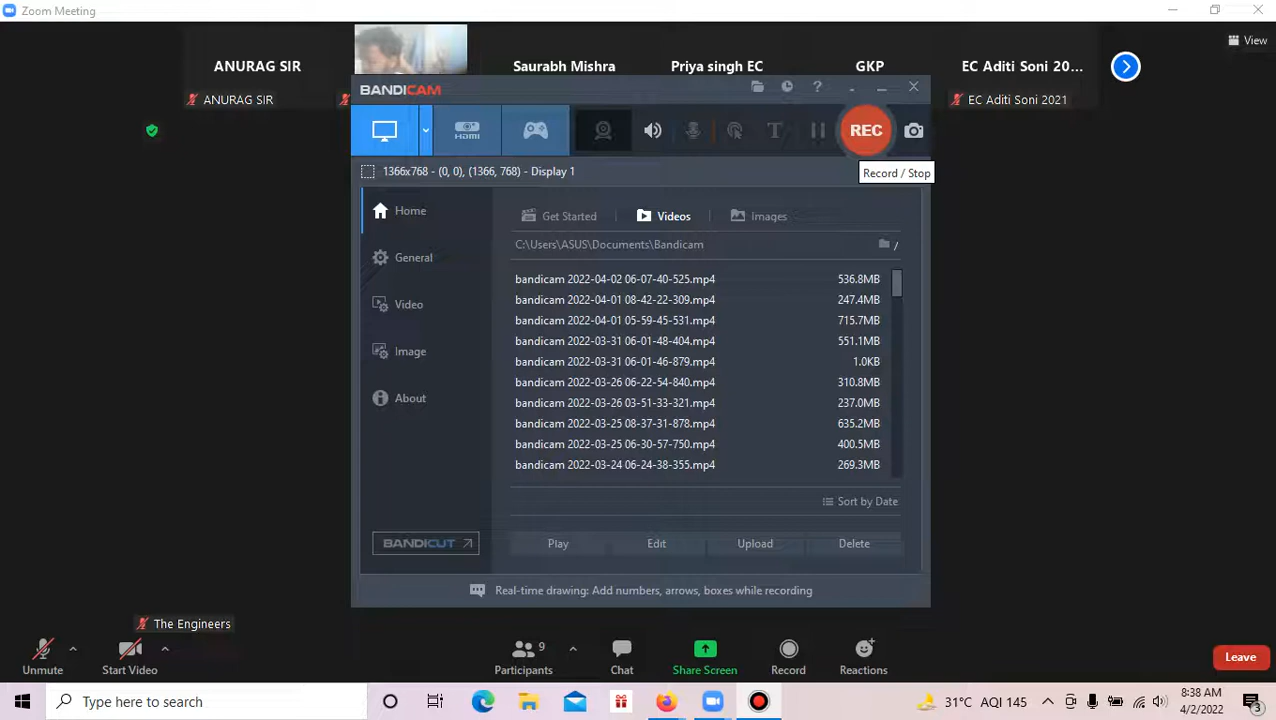 Zoom Meeting
View
ANURAG SIR
Saurabh Mishra
Priya singh EC
GKP
EC Aditi Soni 20...
ANURAG SIR
EC Aditi Soni 2021
BANDICAM
HDMI
T
REC
1366x768 - (0, 0), (1366, 768) - Display 1
Record / Stop
Home
General
Video
Image
About
Get Started
Videos
Images
C:\Users\ASUS\Documents\Bandicam
/
bandicam 2022-04-02 06-07-40-525.mp4 536.8MB
bandicam 2022-04-01 08-42-22-309.mp4 247.4MB
bandicam 2022-04-01 05-59-45-531.mp4 715.7MB
bandicam 2022-03-31 06-01-48-404.mp4 551.1MB
bandicam 2022-03-31 06-01-46-879.mp4 1.0KB
bandicam 2022-03-26 06-22-54-840.mp4 310.8MB
bandicam 2022-03-26 03-51-33-321.mp4 237.0MB
bandicam 2022-03-25 08-37-31-878.mp4 635.2MB
bandicam 2022-03-25 06-30-57-750.mp4 400.5MB
bandicam 2022-03-24 06-24-38-355.mp4 269.3MB
Sort by Date
BANDICUT
Play Edit Upload Delete
Real-time drawing: Add numbers, arrows, boxes while recording
The Engineers
9
Unmute
Start Video
Participants
Chat
Share Screen
Record
Reactions
Leave
Type here to search
31°C AQI 145
8:38 AM
4/2/2022
3